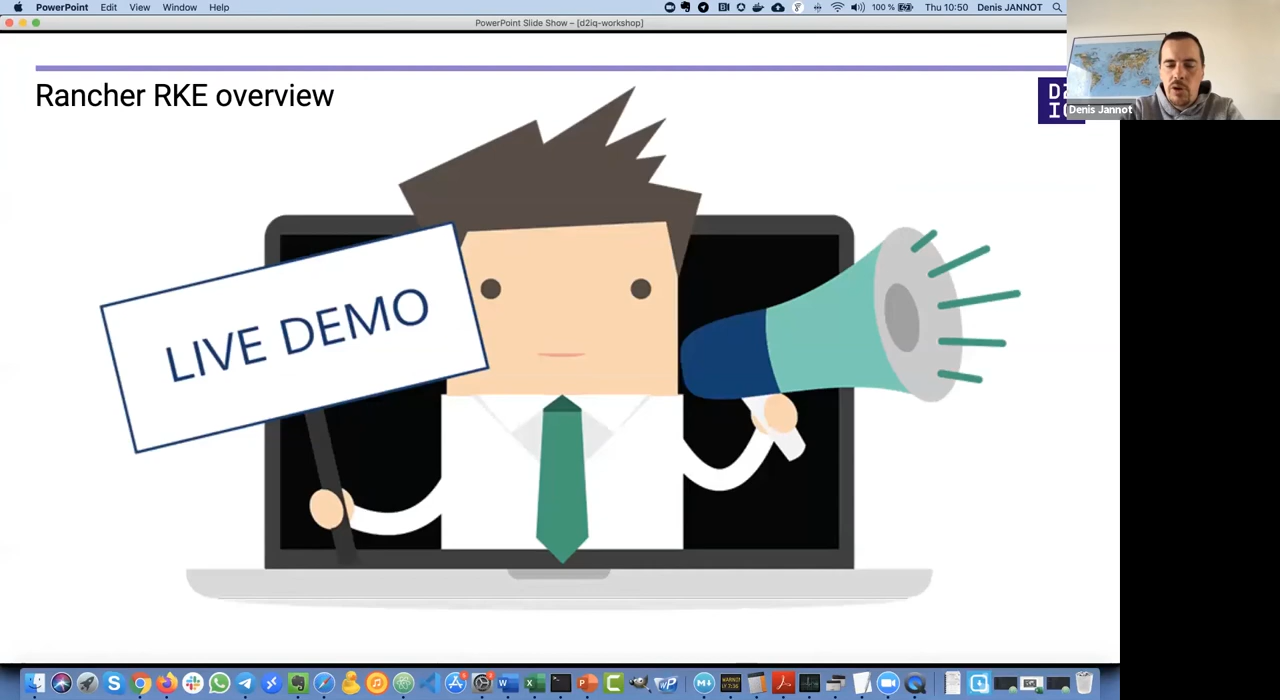 PowerPoint Edit View Window Help
100 % Thu 10:50 Denis JANNOT
PowerPoint Slide Show – [d2iq-workshop]
Rancher RKE overview
Denis Jannot
LIVE DEMO